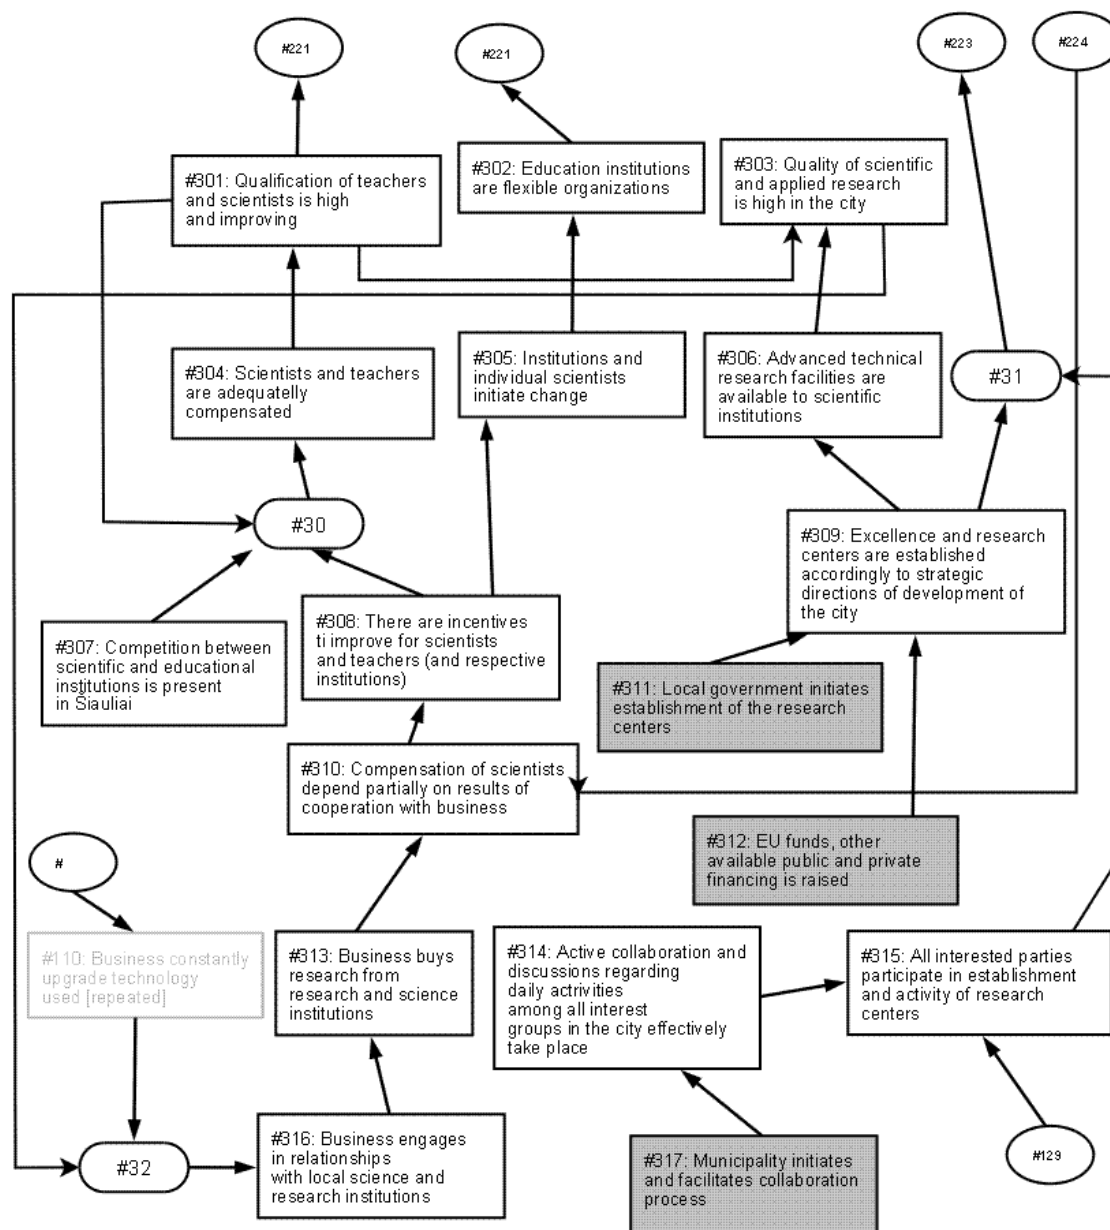 #221
#221
#223
#224
#301: Qualification of teachers
and scientists is high
and improving
#302: Education institutions
are flexible organizations
#303: Quality of scientific
and applied research
is high in the city
#304: Scientists and teachers
are adequatelly
compensated
#305: Institutions and
individual scientists
initiate change
#306: Advanced technical
research facilities are
available to scientific
institutions
#31
#30
#309: Excellence and research
centers are established
accordingly to strategic
directions of development of
the city
#307: Competition between
scientific and educational
institutions is present
in Siauliai
#308: There are incentives
ti improve for scientists
and teachers (and respective
institutions)
#311: Local government initiates
establishment of the research
centers
#310: Compensation of scientists
depend partially on results of
cooperation with business
#312: EU funds, other
available public and private
financing is raised
#
#110: Business constantly
upgrade technology
used [repeated]
#313: Business buys
research from
research and science
institutions
#314: Active collaboration and
discussions regarding
daily actrivities
among all interest
groups in the city effectively
take place
#315: All interested parties
participate in establishment
and activity of research
centers
#32
#316: Business engages
in relationships
with local science and
research institutions
#317: Municipality initiates
and facilitates collaboration
process
#129